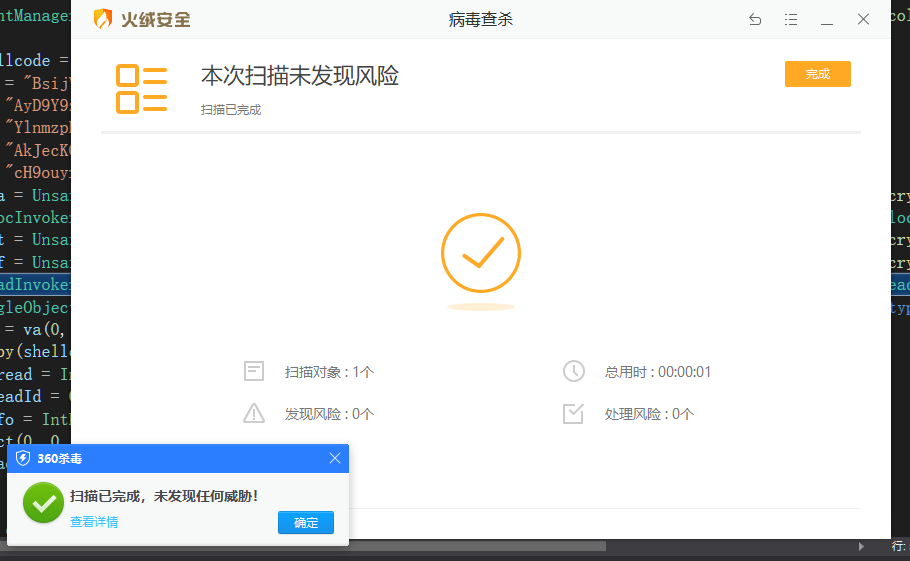 ntManage
火绒安全
病毒查杀
col
llcode =
本次扫描未发现风险
完成
= "Bsij
扫描已完成
"AyD9Y9
"Ylnmzp
"AkJecK
"cH9ouy
a = Unsa
cry
ocInvoke
loc
t = Unsa
cry
f = Unsa
cry
adInvoke
ead
gleObjec
typ
= va(0,
py(shell
扫描对象 : 1个
总用时 : 00:00:01
read = I
eadId =
发现风险 : 0个
处理风险 : 0个
fo = Int
ct(0, 0
360杀毒
扫描已完成，未发现任何威胁！
查看详情
确定
行: